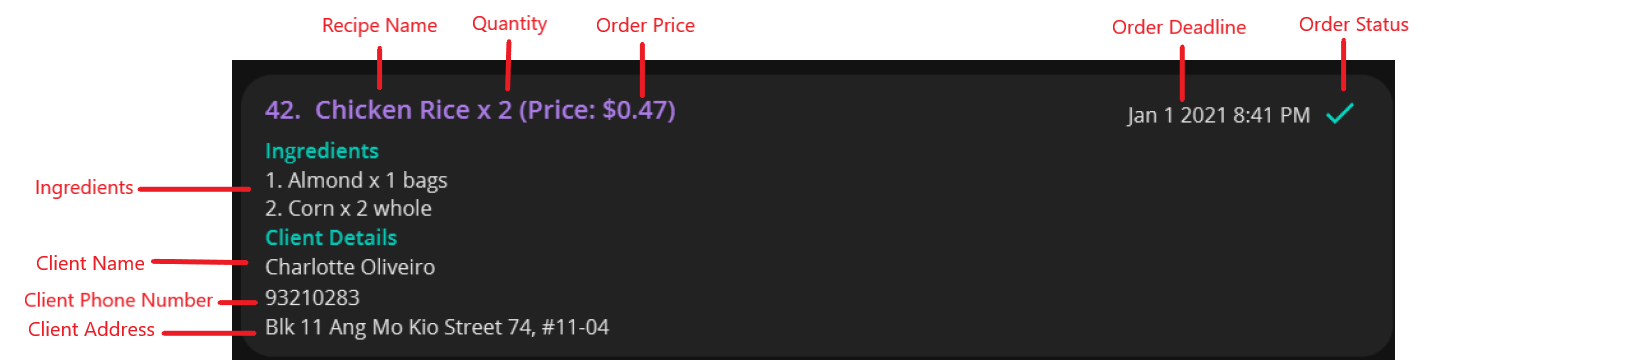 Recipe Name
Quantity
Order Price
Order Deadline
Order Status
42. Chicken Rice x 2 (Price: $0.47)
Jan 1 2021 8:41 PM
Ingredients
Ingredients
1. Almond x 1 bags
2. Corn x 2 whole
Client Details
Client Name
Charlotte Oliveiro
Client Phone Number
93210283
Client Address
Blk 11 Ang Mo Kio Street 74, #11-04